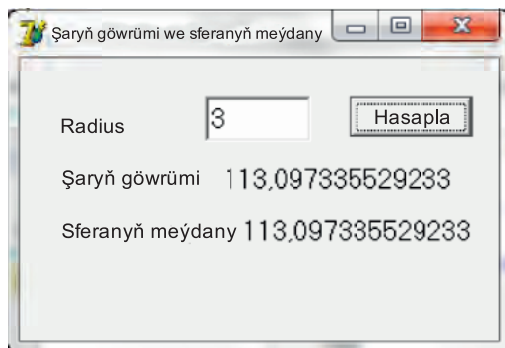 Şaryň göwrümi we sferanyň meýdany
Radius 3 Hasapla
Şaryň göwrümi 113,097335529233
Sferanyň meýdany 113,097335529233